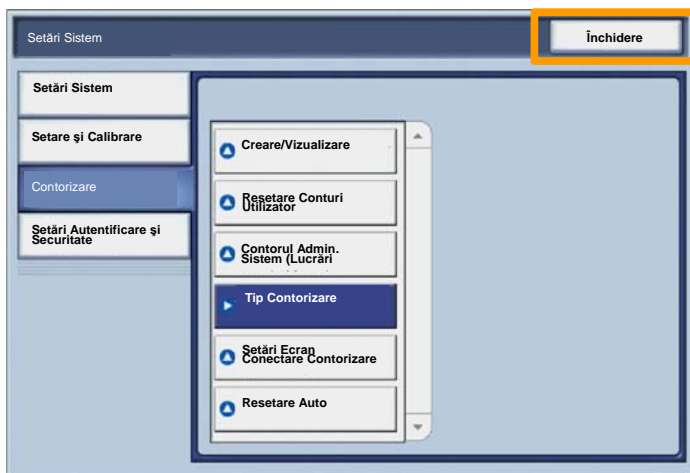 Setări Sistem
Închidere
Setări Sistem
Setare şi Calibrare
Contorizare
Setări Autentificare şi
Securitate
Creare/Vizualizare
Resetare Conturi
Utilizator
Contorul Admin.
Sistem (Lucrări
Tip Contorizare
Setări Ecran
Conectare Contorizare
Resetare Auto